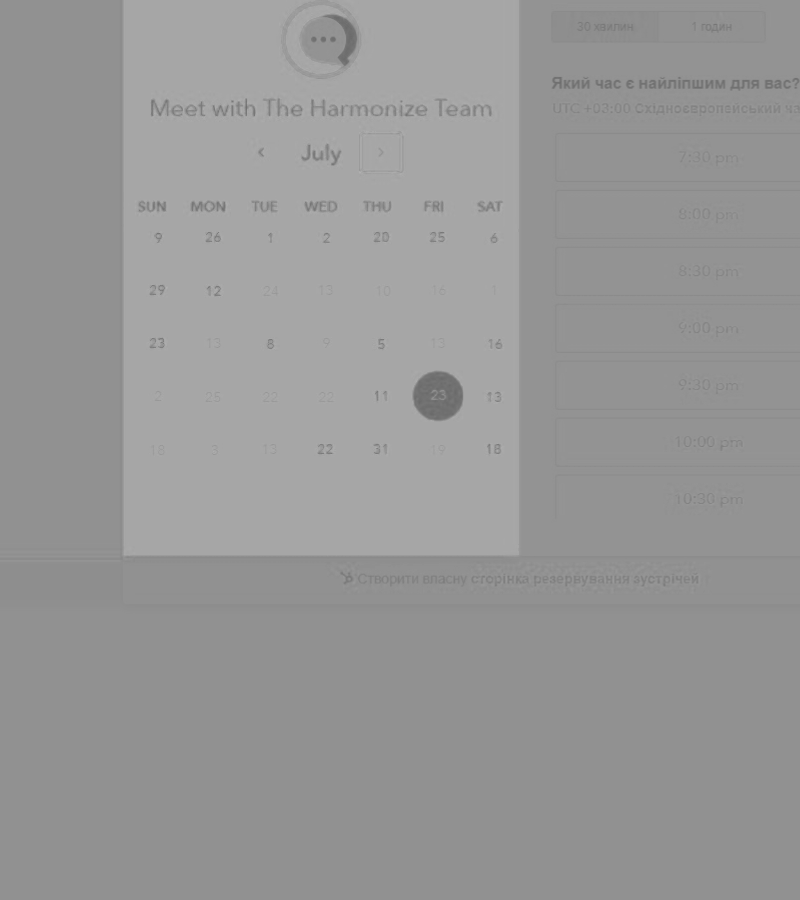 30 хвилин 1 годин
Meet with The Harmonize Team
Який час є найліпшим для вас?
UTC +03:00 Східноєвропейський ча
July
SUN MON TUE WED THU FRI SAT
9 26 1 2 20 25 6
29 12 24 13 10 16 1
23 13 8 9 5 13 16
2 25 22 22 11 23 13
18 3 13 22 31 19 18
7:30 pm
8:00 pm
8:30 pm
9:00 pm
9:30 pm
10:00 pm
10:30 pm
Створити власну сторінка резервування зустрічей